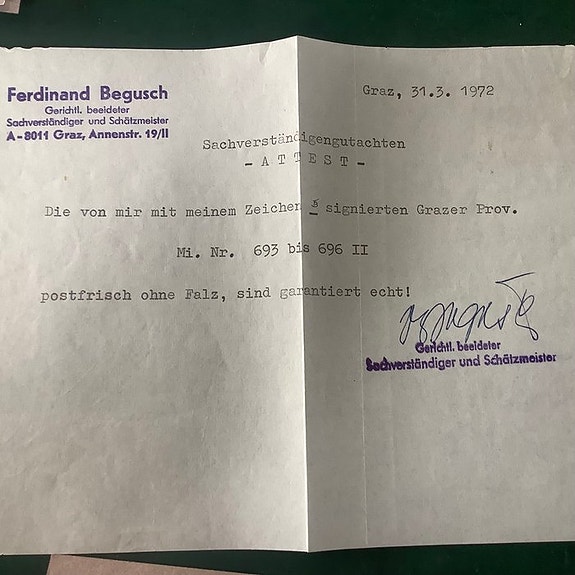 Ferdinand Begusch
Gerichtl. beeideter
Sachverständiger und Schätzmeister
A-8011 Graz, Annenstr. 19/II
Graz, 31.3. 1972
Sachverständigengutachten
- A T T E S T -
Die von mir mit meinem Zeichen signierten Grazer Prov.
Mi. Nr. 693 bis 696 II
postfrisch ohne Falz, sind garantiert echt!
Gerichtl. beeideter
Sachverständiger und Schätzmeister